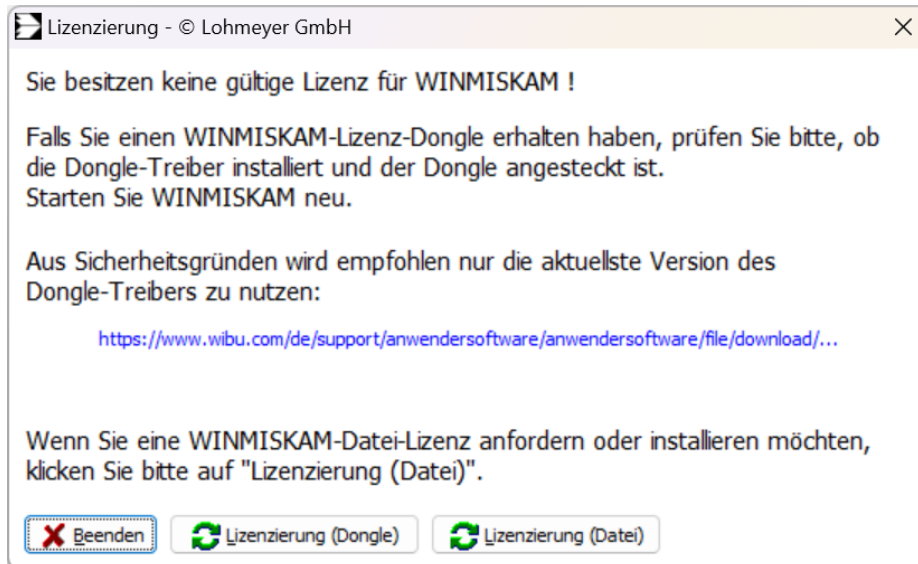 Lizenzierung - © Lohmeyer GmbH
Sie besitzen keine gültige Lizenz für WINMISKAM !
Falls Sie einen WINMISKAM-Lizenz-Dongle erhalten haben, prüfen Sie bitte, ob
die Dongle-Treiber installiert und der Dongle angesteckt ist.
Starten Sie WINMISKAM neu.
Aus Sicherheitsgründen wird empfohlen nur die aktuellste Version des
Dongle-Treibers zu nutzen:
https://www.wibu.com/de/support/anwendersoftware/anwendersoftware/file/download/...
Wenn Sie eine WINMISKAM-Datei-Lizenz anfordern oder installieren möchten,
klicken Sie bitte auf "Lizenzierung (Datei)".
Beenden Lizenzierung (Dongle) Lizenzierung (Datei)